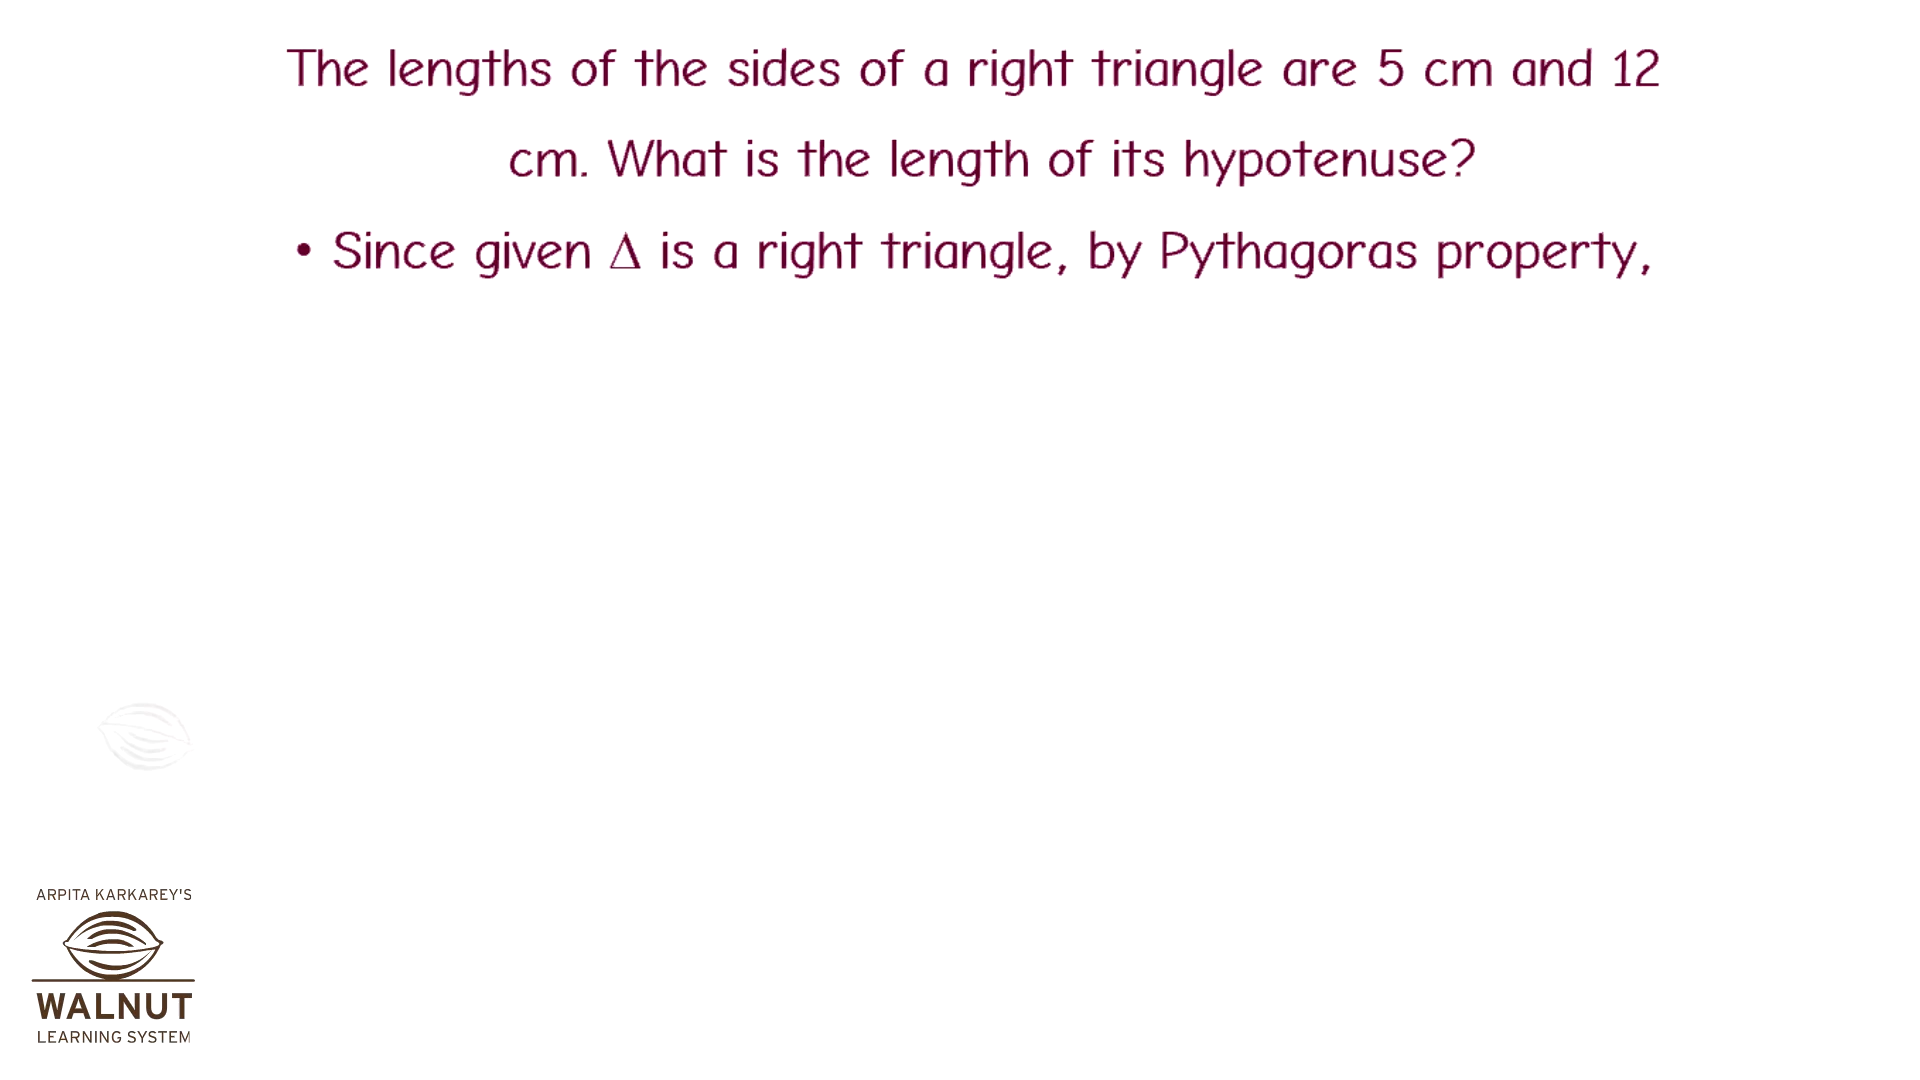 The lengths of the sides of a right triangle are 5 cm and 12
cm. What is the length of its hypotenuse?
• Since given Δ is a right triangle, by Pythagoras property,
ARPITA KARKAREY'S
WALNUT
LEARNING SYSTEM